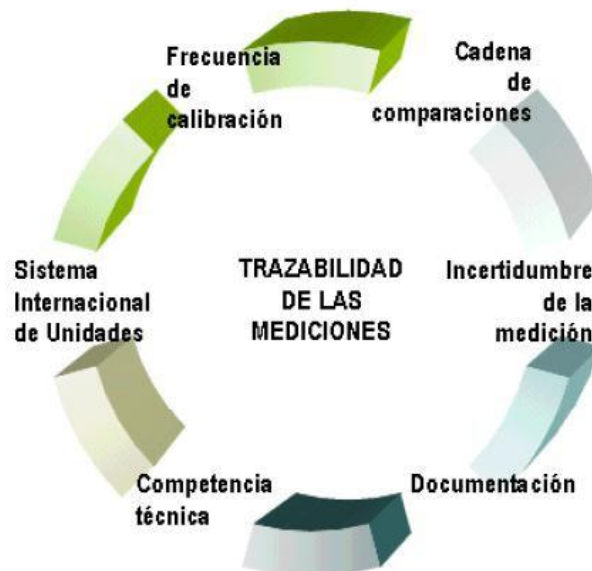 Frecuencia
de
calibración
Cadena
de
comparaciones
Sistema
Internacional
de Unidades
TRAZABILIDAD
DE LAS
MEDICIONES
Incertidumbre
de la
medición
Competencia
técnica
Documentación